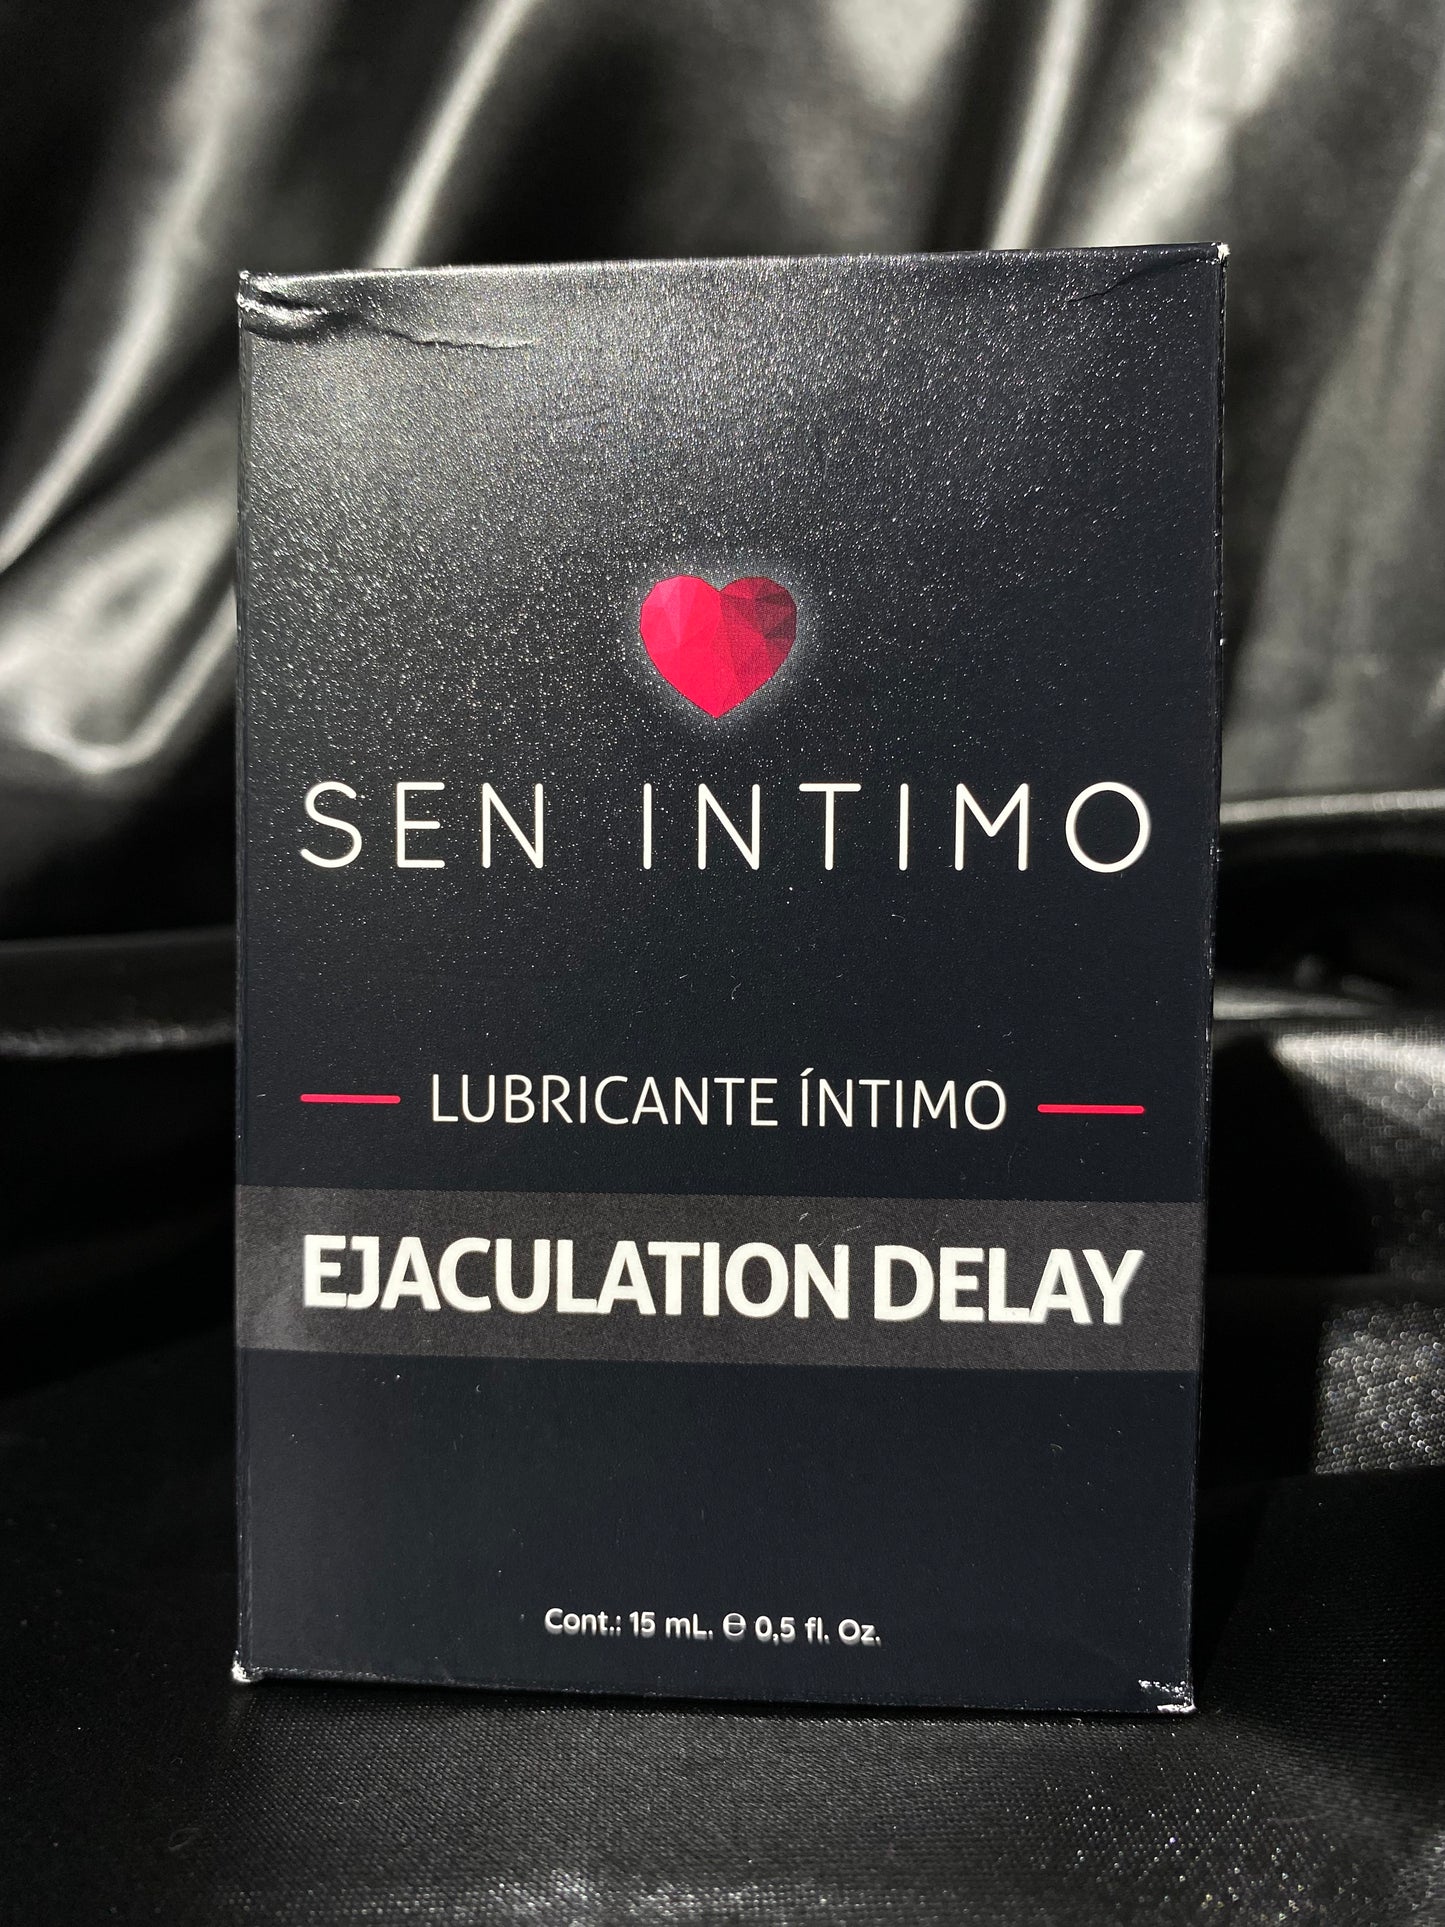 SEN INTIMO
LUBRICANTE ÍNTIMO
EJACULATION DELAY
Cont.: 15 mL. ℮ 0,5 fl. Oz.